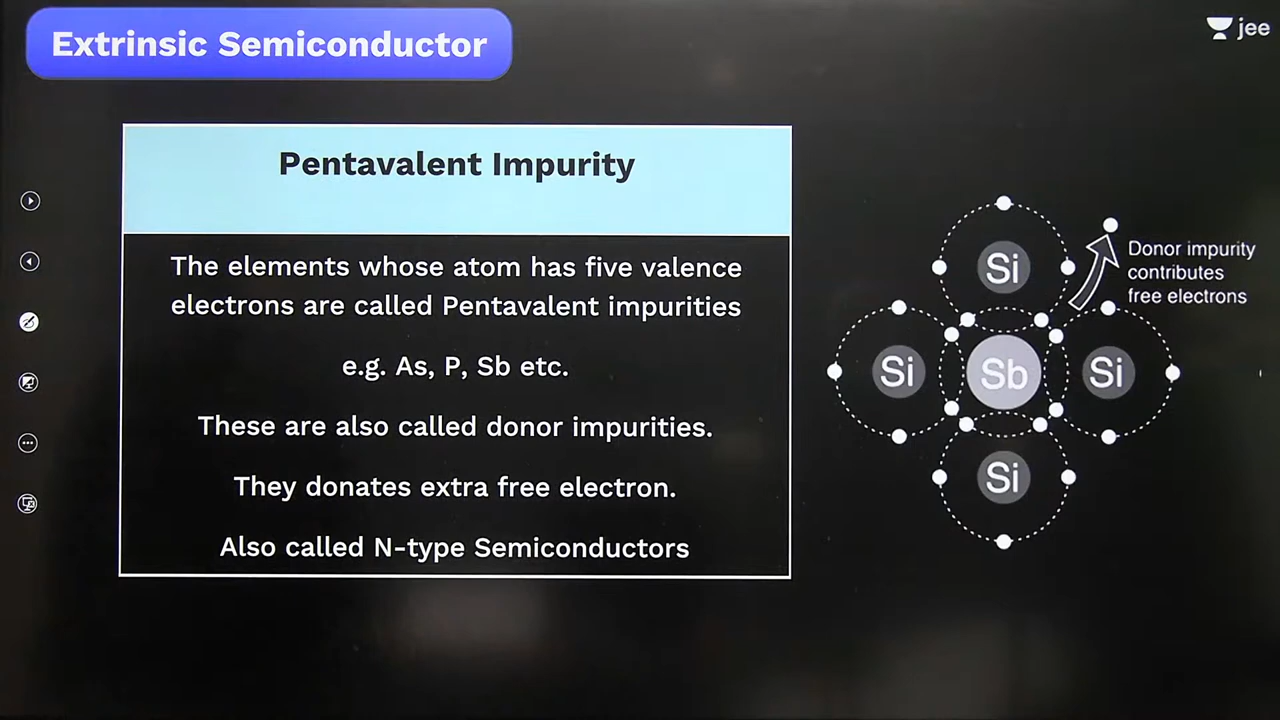 Extrinsic Semiconductor
jee
Pentavalent Impurity
The elements whose atom has five valence
electrons are called Pentavalent impurities
e.g. As, P, Sb etc.
These are also called donor impurities.
They donates extra free electron.
Also called N-type Semiconductors
Si
Donor impurity
contributes
free electrons
Si
Sb
Si
Si